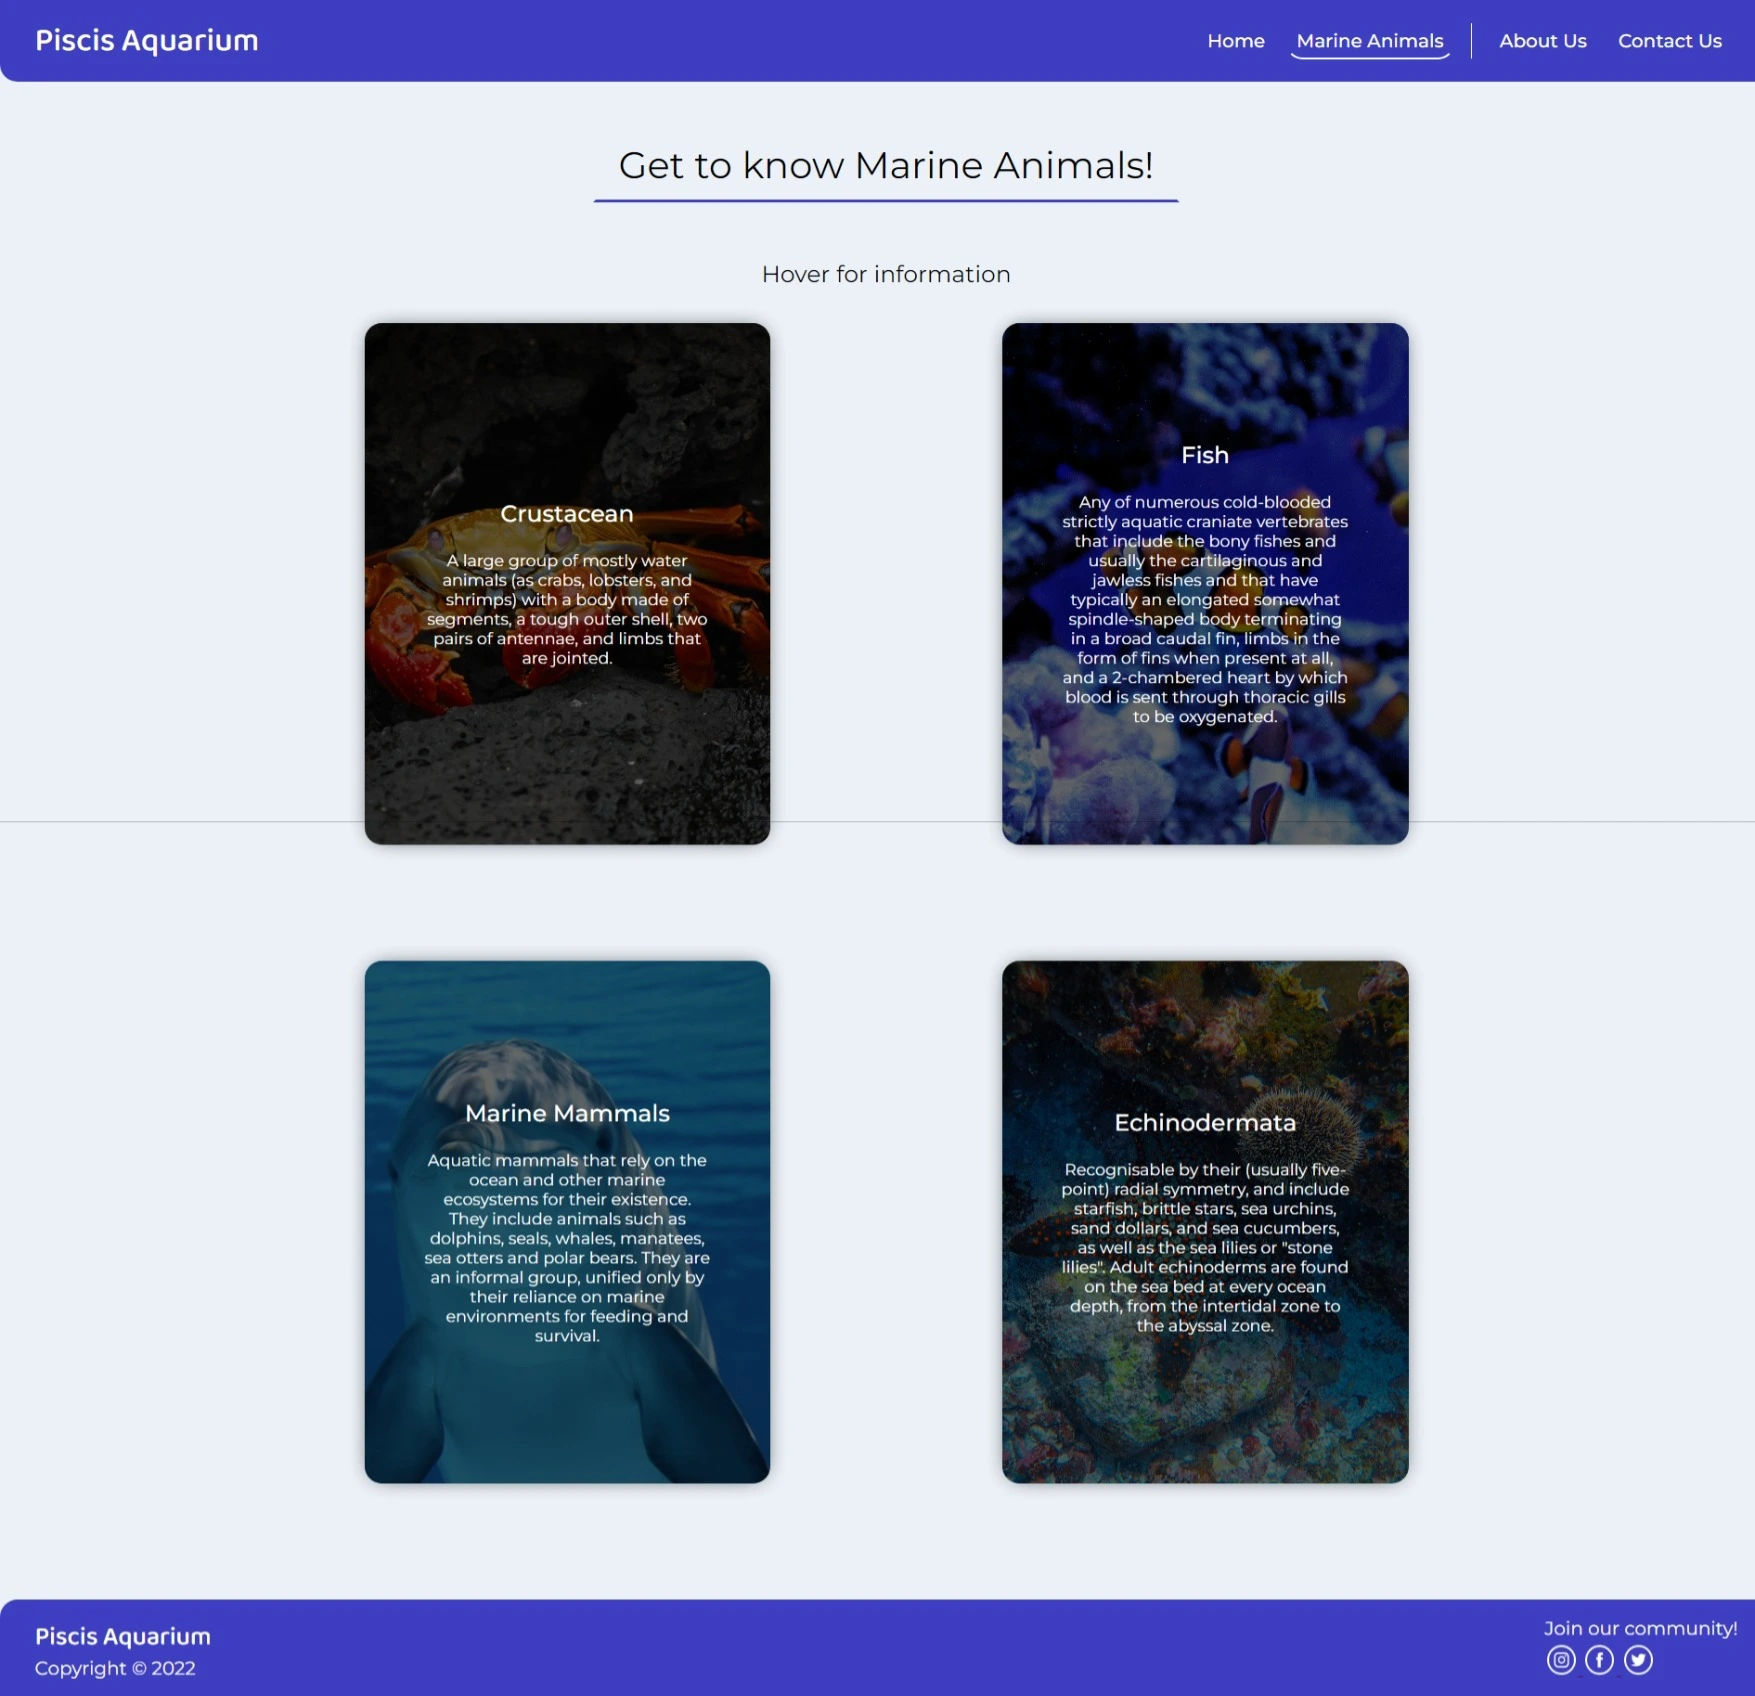 Piscis Aquarium
Home
Marine Animals
About Us
Contact Us
Get to know Marine Animals!
Hover for information
Crustacean
A large group of mostly water
animals (as crabs, lobsters, and
shrimps) with a body made of
segments, a tough outer shell, two
pairs of antennae, and limbs that
are jointed.
Fish
Any of numerous cold-blooded
strictly aquatic craniate vertebrates
that include the bony fishes and
usually the cartilaginous and
jawless fishes and that have
typically an elongated somewhat
spindle-shaped body terminating
in a broad caudal fin, limbs in the
form of fins when present at all,
and a 2-chambered heart by which
blood is sent through thoracic gills
to be oxygenated.
Marine Mammals
Aquatic mammals that rely on the
ocean and other marine
ecosystems for their existence.
They include animals such as
dolphins, seals, whales, manatees,
sea otters and polar bears. They are
an informal group, unified only by
their reliance on marine
environments for feeding and
survival.
Echinodermata
Recognisable by their (usually five-
point) radial symmetry, and include
starfish, brittle stars, sea urchins,
sand dollars, and sea cucumbers,
as well as the sea lilies or "stone
lilies". Adult echinoderms are found
on the sea bed at every ocean
depth, from the intertidal zone to
the abyssal zone.
Piscis Aquarium
Copyright © 2022
Join our community!